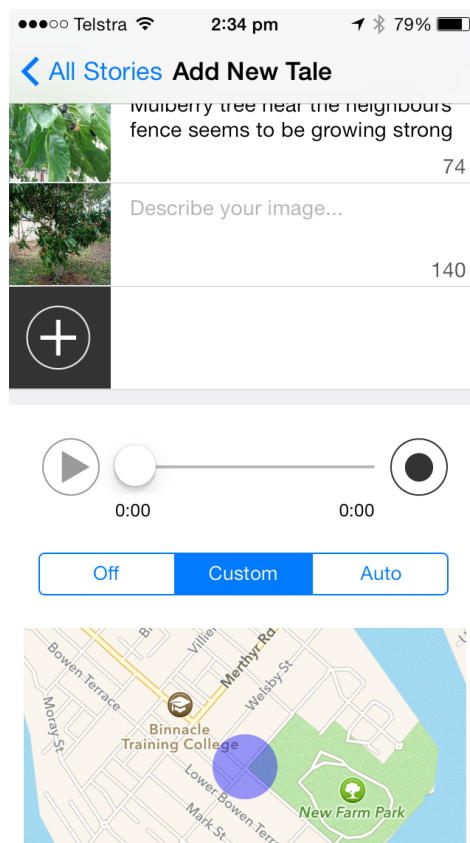 Telstra 2:34 pm 79%
All Stories Add New Tale
Mulberry tree near the neighbours
fence seems to be growing strong
74
Describe your image...
140
0:00 0:00
Off Custom Auto
Villier
Merthyr Rd
Bowen Terrace
Welsby St
Moray St
Binnacle
Training College
Lower Bowen Terr
New Farm Park
Mark St